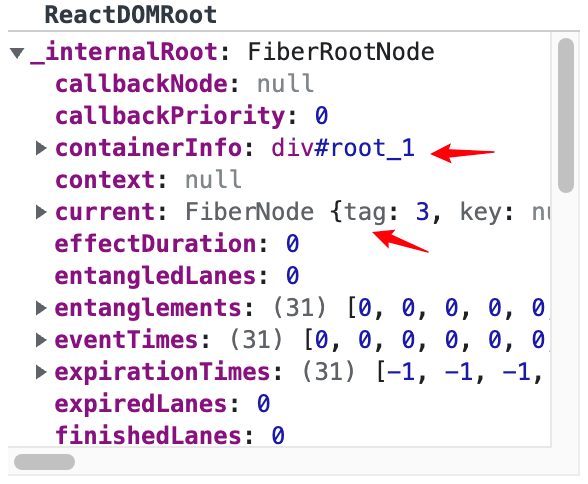 ReactDOMRoot
_internalRoot: FiberRootNode
callbackNode: null
callbackPriority: 0
containerInfo: div#root_1
context: null
current: FiberNode {tag: 3, key: nu
effectDuration: 0
entangledLanes: 0
entanglements: (31) [0, 0, 0, 0, 0,
eventTimes: (31) [0, 0, 0, 0, 0, 0
expirationTimes: (31) [-1, -1, -1,
expiredLanes: 0
finishedLanes: 0